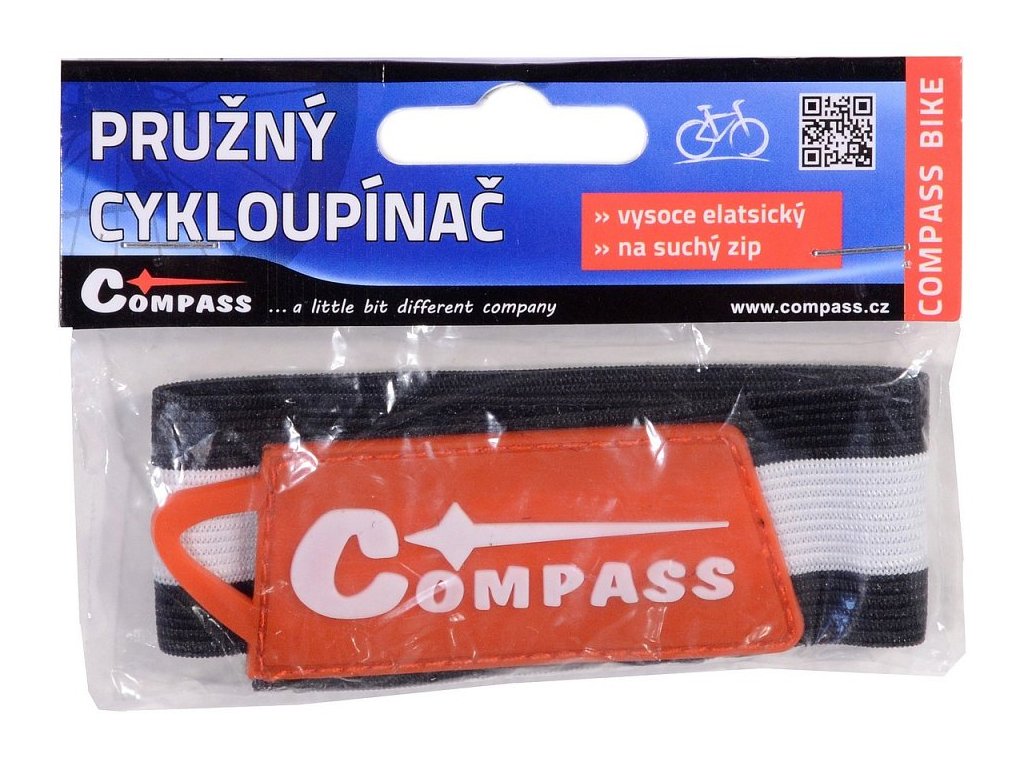 PRUŽNÝ
CYKLOUPÍNAČ
›› vysoce elatsický
›› na suchý zip
COMPASS BIKE
COMPASS
... a little bit different company
www.compass.cz
COMPASS